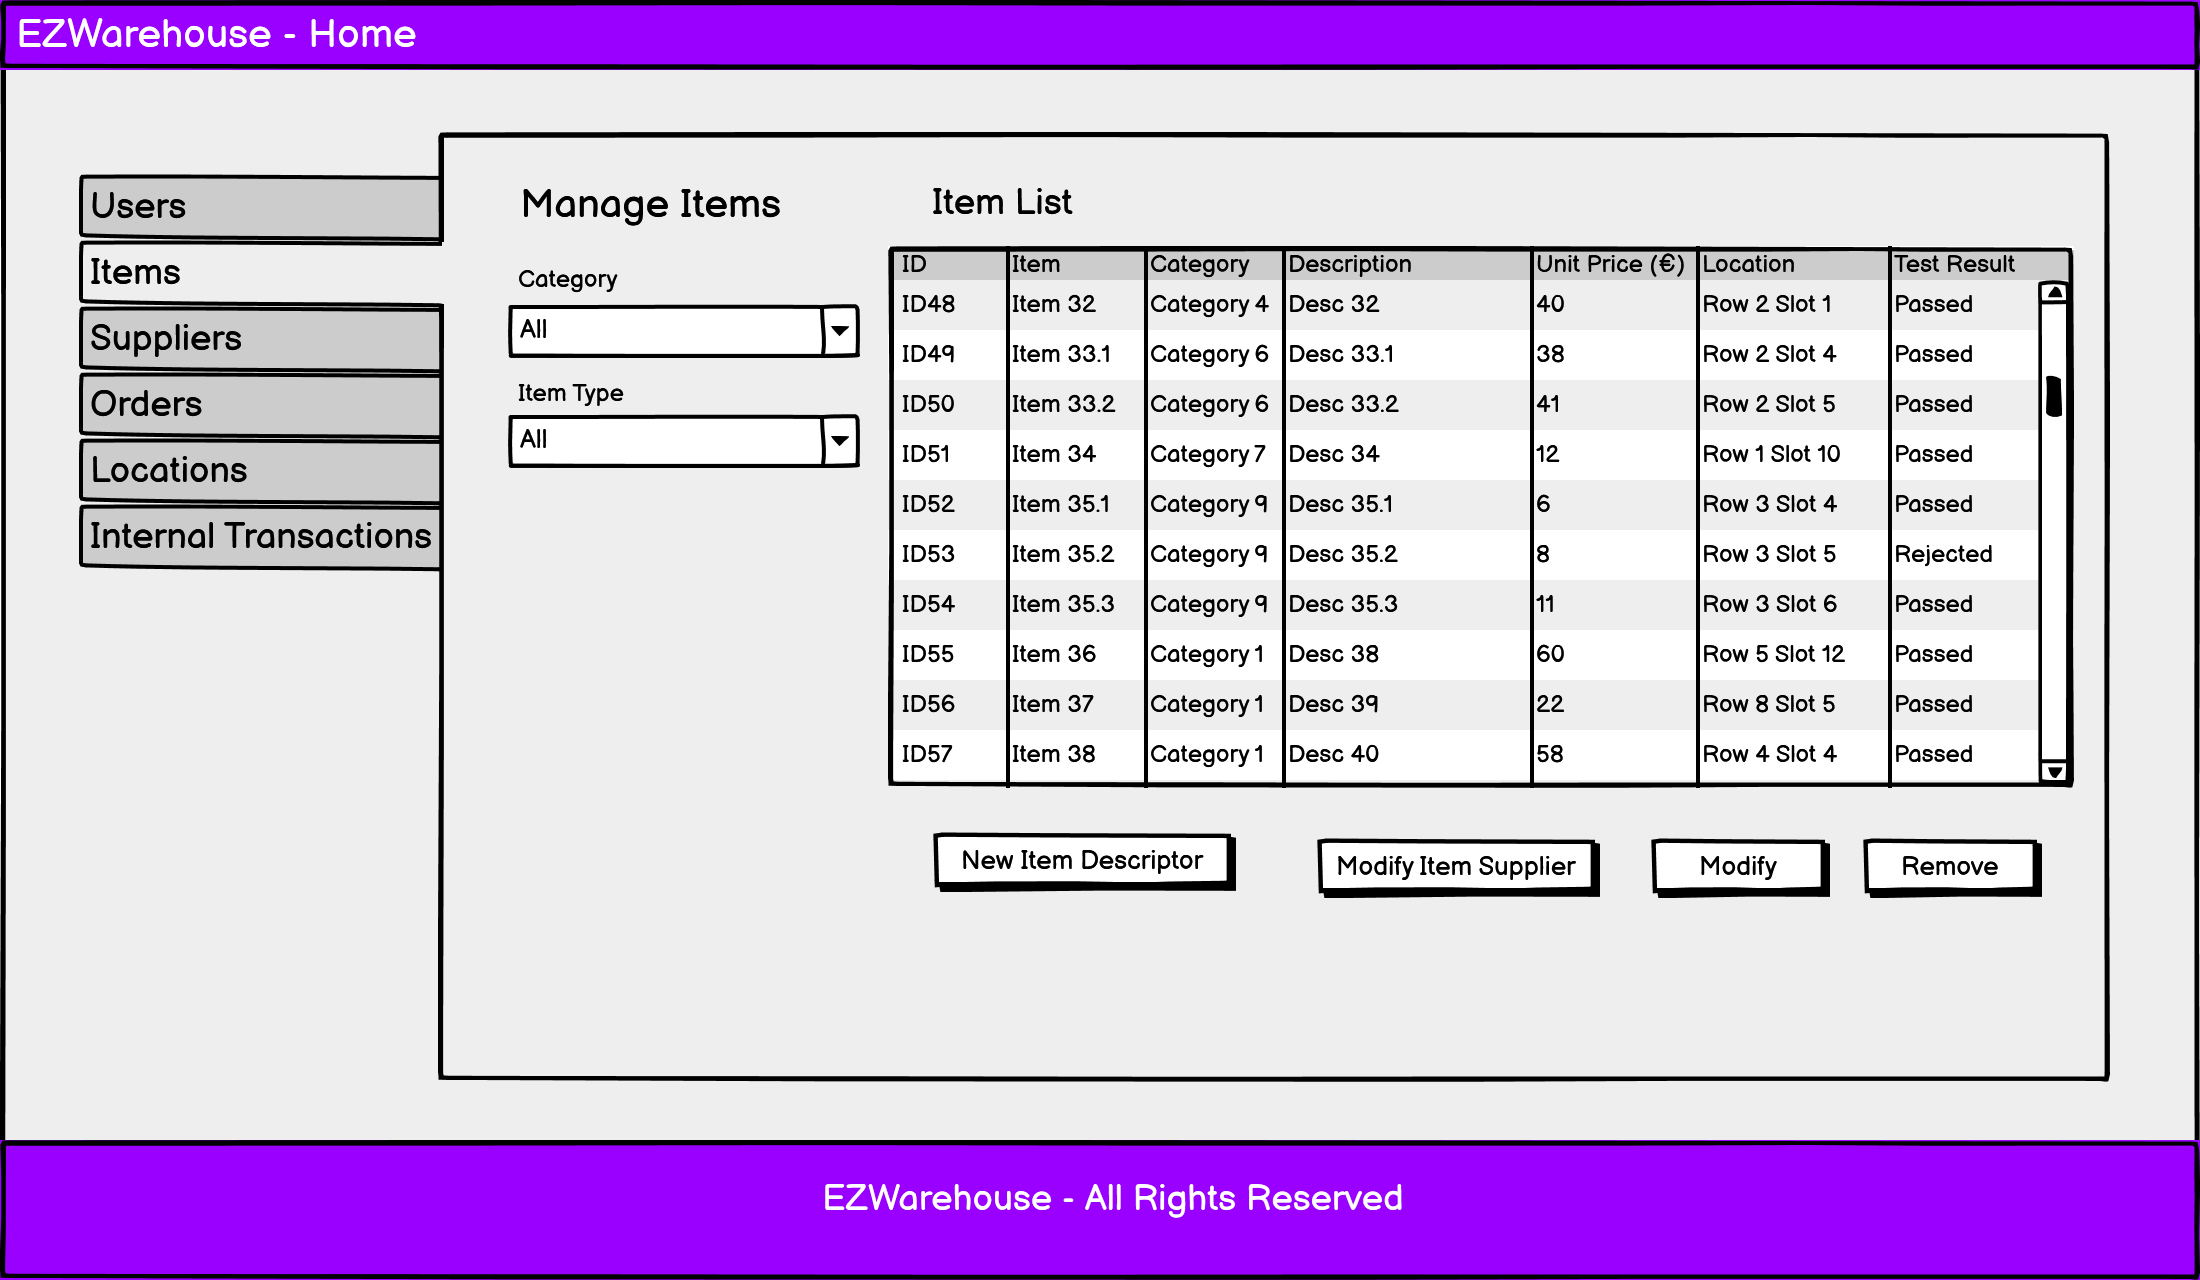 EZWarehouse - Home
Users
Items
Suppliers
Orders
Locations
Internal Transactions
Manage Items
Category
All
Item Type
All
Item List
ID Item Category Description Unit Price (€) Location Test Result
ID48 Item 32 Category 4 Desc 32 40 Row 2 Slot 1 Passed
ID49 Item 33.1 Category 6 Desc 33.1 38 Row 2 Slot 4 Passed
ID50 Item 33.2 Category 6 Desc 33.2 41 Row 2 Slot 5 Passed
ID51 Item 34 Category 7 Desc 34 12 Row 1 Slot 10 Passed
ID52 Item 35.1 Category 9 Desc 35.1 6 Row 3 Slot 4 Passed
ID53 Item 35.2 Category 9 Desc 35.2 8 Row 3 Slot 5 Rejected
ID54 Item 35.3 Category 9 Desc 35.3 11 Row 3 Slot 6 Passed
ID55 Item 36 Category 1 Desc 38 60 Row 5 Slot 12 Passed
ID56 Item 37 Category 1 Desc 39 22 Row 8 Slot 5 Passed
ID57 Item 38 Category 1 Desc 40 58 Row 4 Slot 4 Passed
New Item Descriptor
Modify Item Supplier
Modify
Remove
EZWarehouse - All Rights Reserved